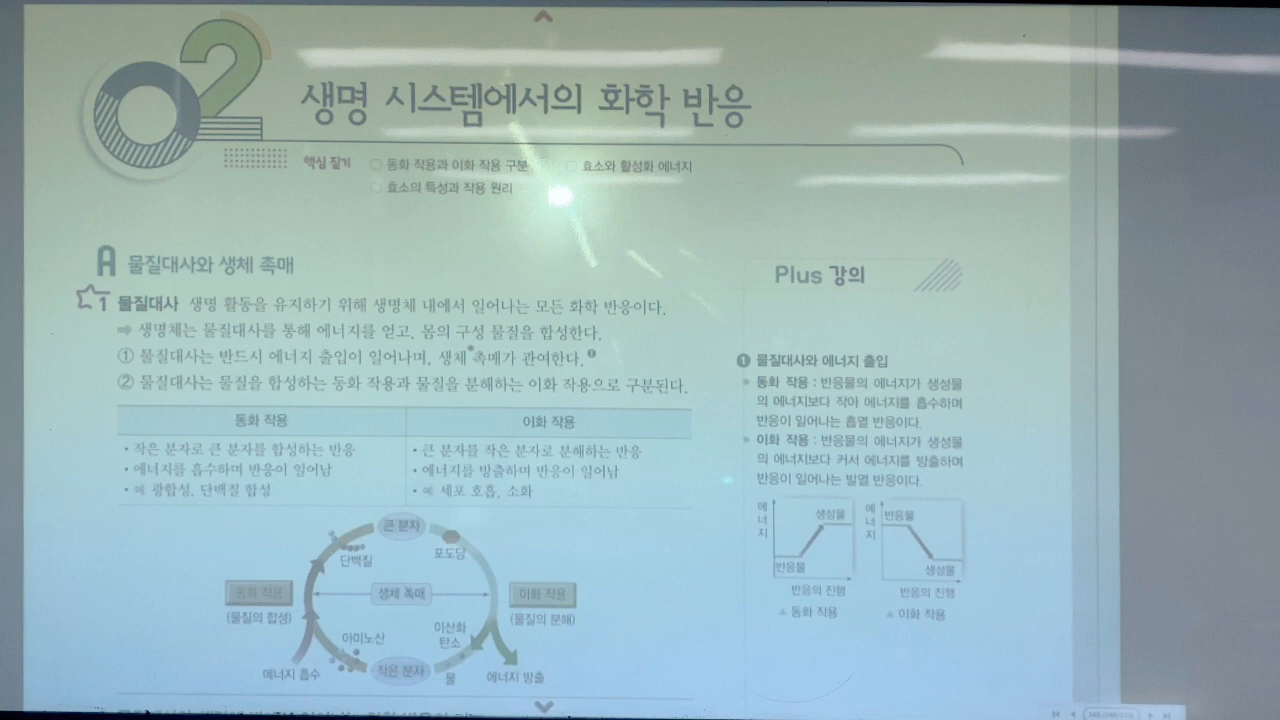 02
생명 시스템에서의 화학 반응
핵심 짚기
동화 작용과 이화 작용 구분
효소와 활성화 에너지
효소의 특성과 작용 원리
A 물질대사와 생체 촉매
1 물질대사 생명 활동을 유지하기 위해 생명체 내에서 일어나는 모든 화학 반응이다.
➡ 생명체는 물질대사를 통해 에너지를 얻고, 몸의 구성 물질을 합성한다.
① 물질대사는 반드시 에너지 출입이 일어나며, 생체*촉매가 관여한다.❶
② 물질대사는 물질을 합성하는 동화 작용과 물질을 분해하는 이화 작용으로 구분된다.
동화 작용
이화 작용
• 작은 분자로 큰 분자를 합성하는 반응
• 에너지를 흡수하며 반응이 일어남
• 예 광합성, 단백질 합성
• 큰 분자를 작은 분자로 분해하는 반응
• 에너지를 방출하며 반응이 일어남
• 예 세포 호흡, 소화
큰 분자
단백질
포도당
동화 작용
(물질의 합성)
생체 촉매
이화 작용
(물질의 분해)
아미노산
이산화
탄소
에너지 흡수
작은 분자
물
에너지 방출
Plus 강의
❶ 물질대사와 에너지 출입
» 동화 작용 : 반응물의 에너지가 생성물
의 에너지보다 작아 에너지를 흡수하며
반응이 일어나는 흡열 반응이다.
» 이화 작용 : 반응물의 에너지가 생성물
의 에너지보다 커서 에너지를 방출하며
반응이 일어나는 발열 반응이다.
에너지
생성물
반응물
반응의 진행
▵ 동화 작용
에너지
반응물
생성물
반응의 진행
▵ 이화 작용